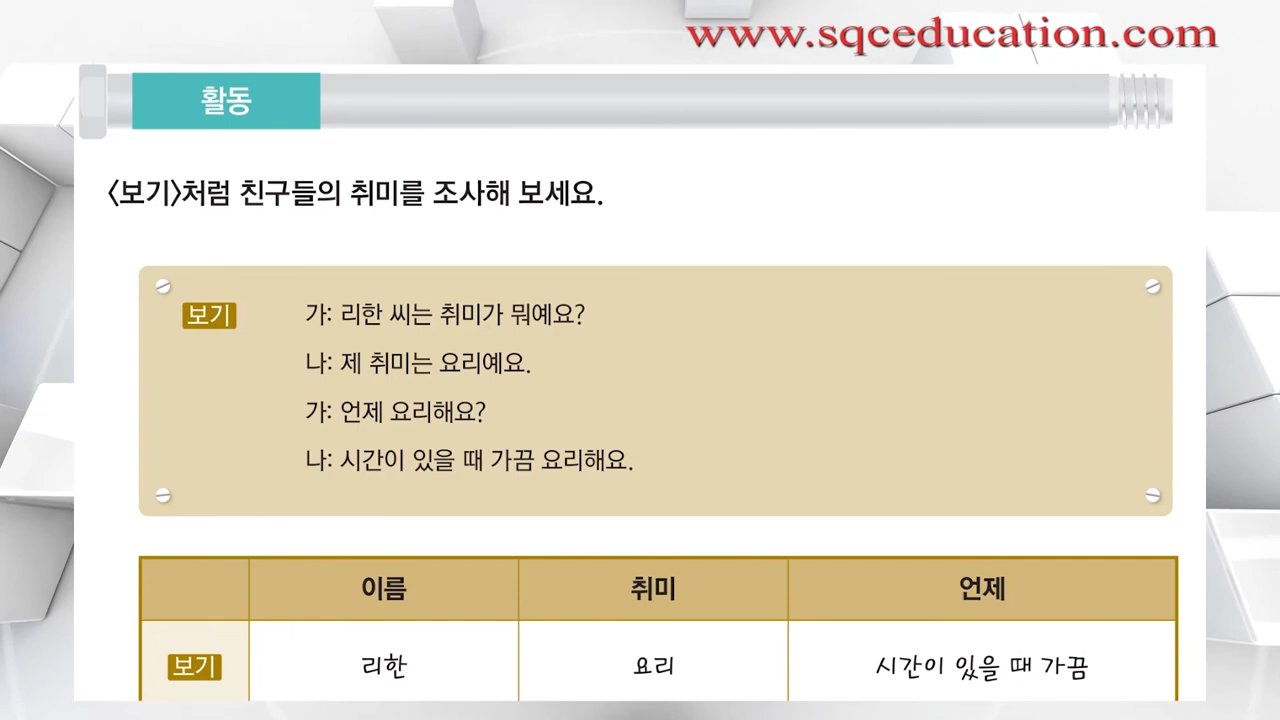 www.sqceducation.com
활동
〈보기〉처럼 친구들의 취미를 조사해 보세요.
보기 가: 리한 씨는 취미가 뭐예요?
나: 제 취미는 요리예요.
가: 언제 요리해요?
나: 시간이 있을 때 가끔 요리해요.
이름 취미 언제
보기 리한 요리 시간이 있을 때 가끔